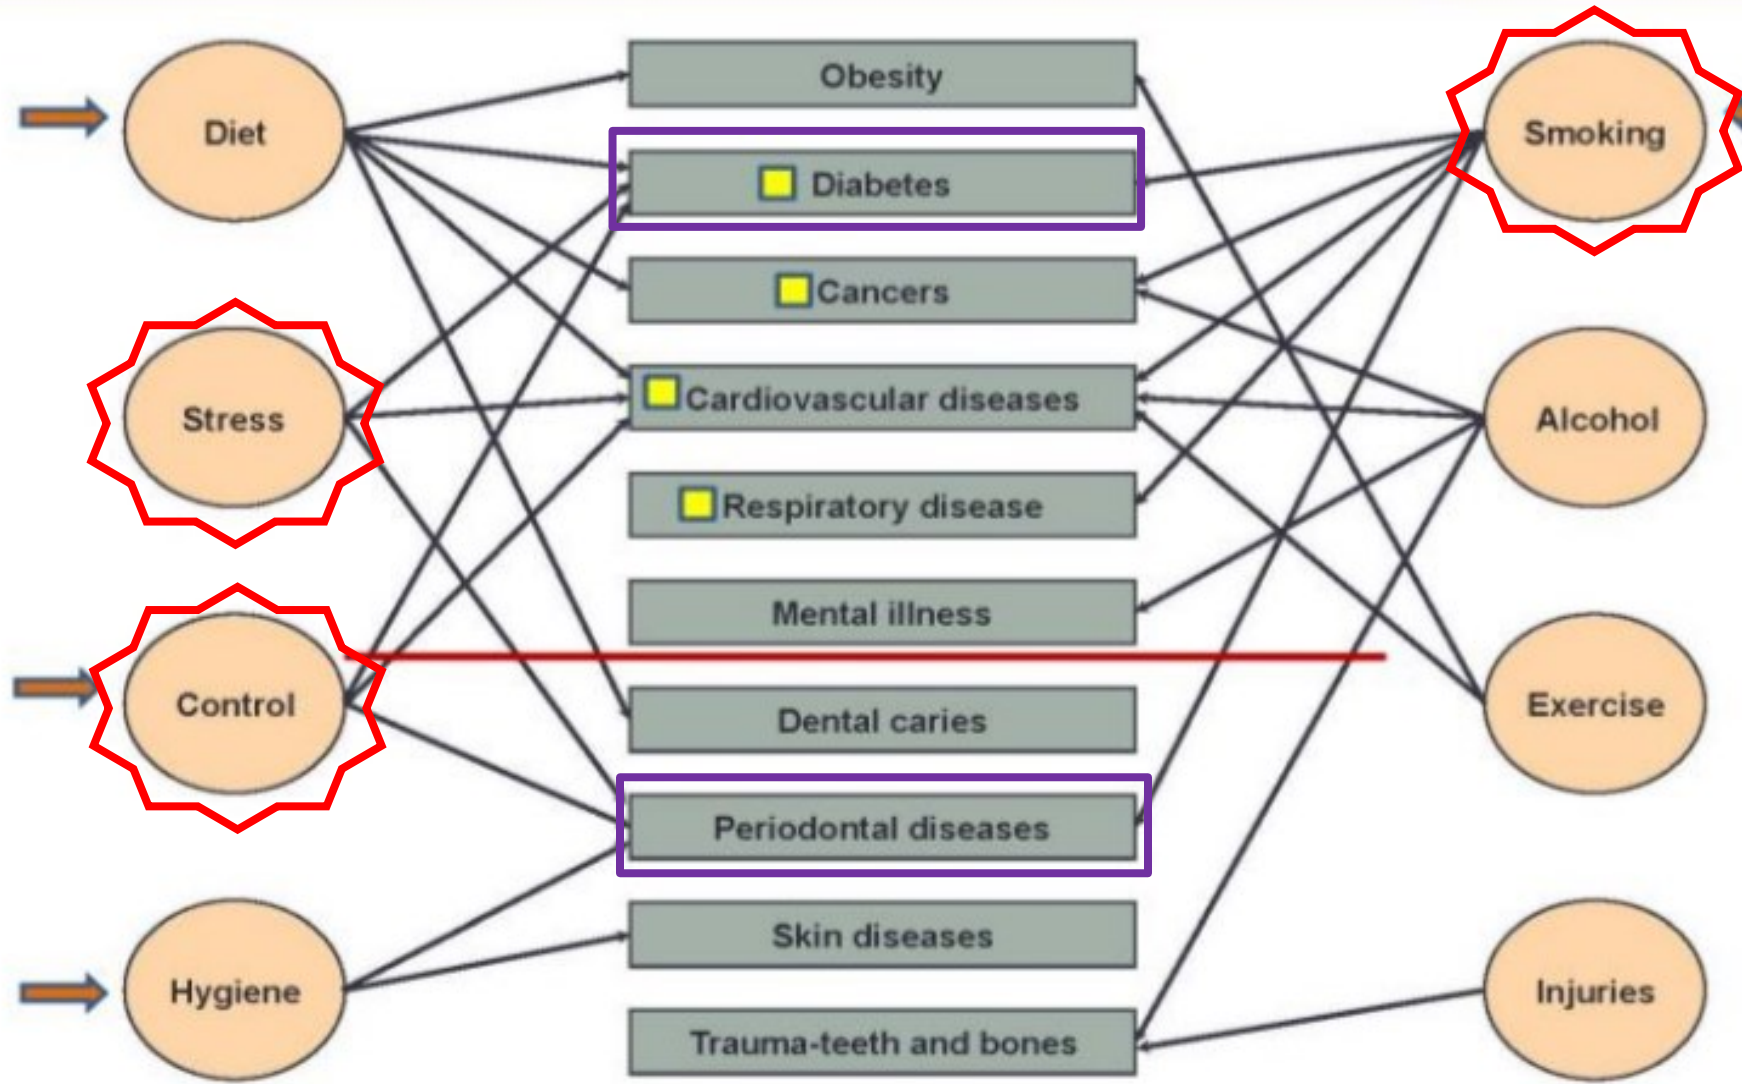 Diet
Stress
Control
Hygiene
Obesity
Diabetes
Cancers
Cardiovascular diseases
Respiratory disease
Mental illness
Dental caries
Periodontal diseases
Skin diseases
Trauma-teeth and bones
Smoking
Alcohol
Exercise
Injuries